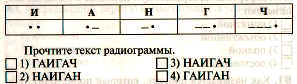 И А Н Г Ч
·· ·— —· ——· ———·
Прочтите текст радиограммы.
1) ГАИГАЧ 3) НАИГАЧ
2) НАИГАН 4) ГАИГАН